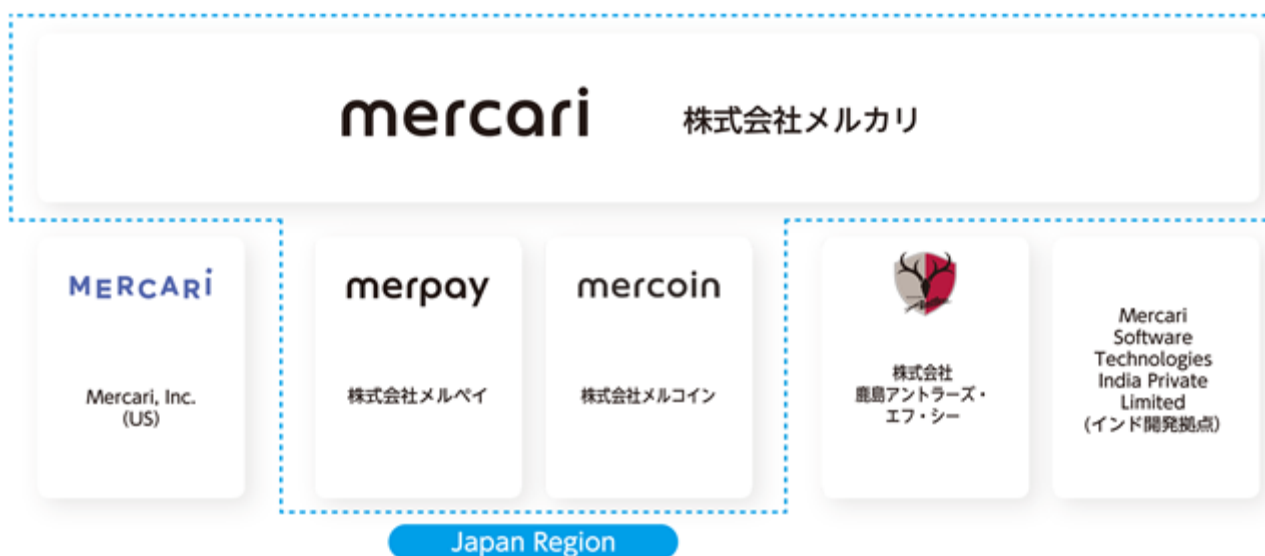 mercari 株式会社メルカリ
MERCARI
Mercari, Inc.
(US)
merpay
株式会社メルペイ
mercoin
株式会社メルコイン
株式会社
鹿島アントラーズ・
エフ・シー
Mercari
Software
Technologies
India Private
Limited
(インド開発拠点)
Japan Region